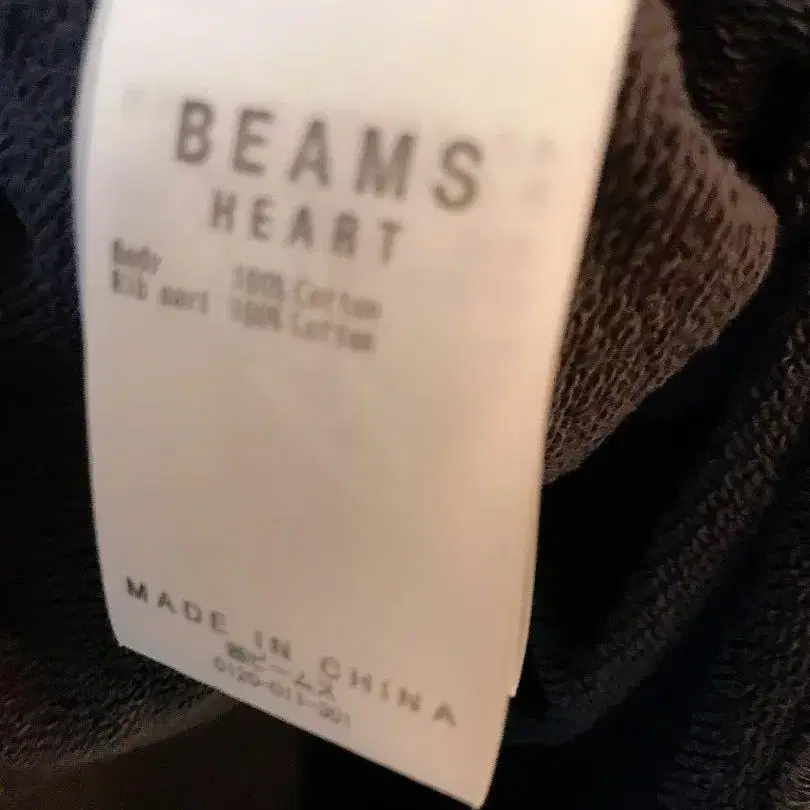 BEAMS
HEART
Body 100% Cotton
Rib part 100% Cotton
MADE IN CHINA
㈱ビームス
0120-011-301